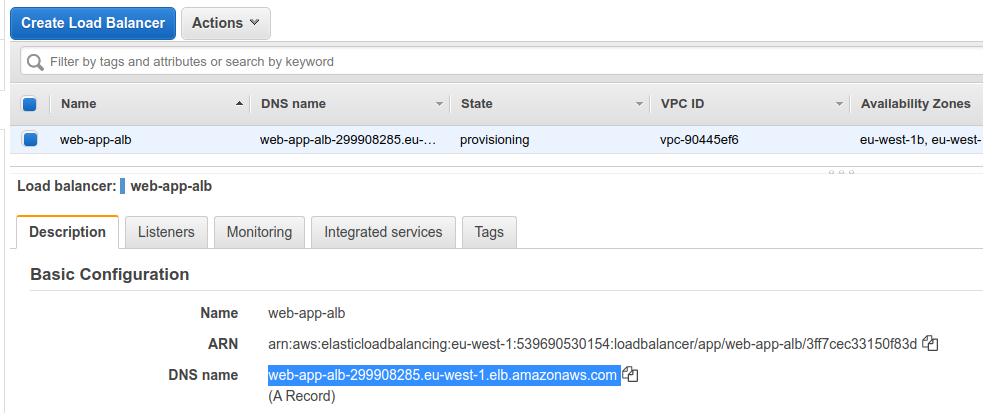 Create Load Balancer Actions
Filter by tags and attributes or search by keyword
Name DNS name State VPC ID Availability Zones
web-app-alb web-app-alb-299908285.eu-... provisioning vpc-90445ef6 eu-west-1b, eu-west-
Load balancer: web-app-alb
Description Listeners Monitoring Integrated services Tags
Basic Configuration
Name web-app-alb
ARN arn:aws:elasticloadbalancing:eu-west-1:539690530154:loadbalancer/app/web-app-alb/3ff7cec33150f83d
DNS name web-app-alb-299908285.eu-west-1.elb.amazonaws.com
(A Record)